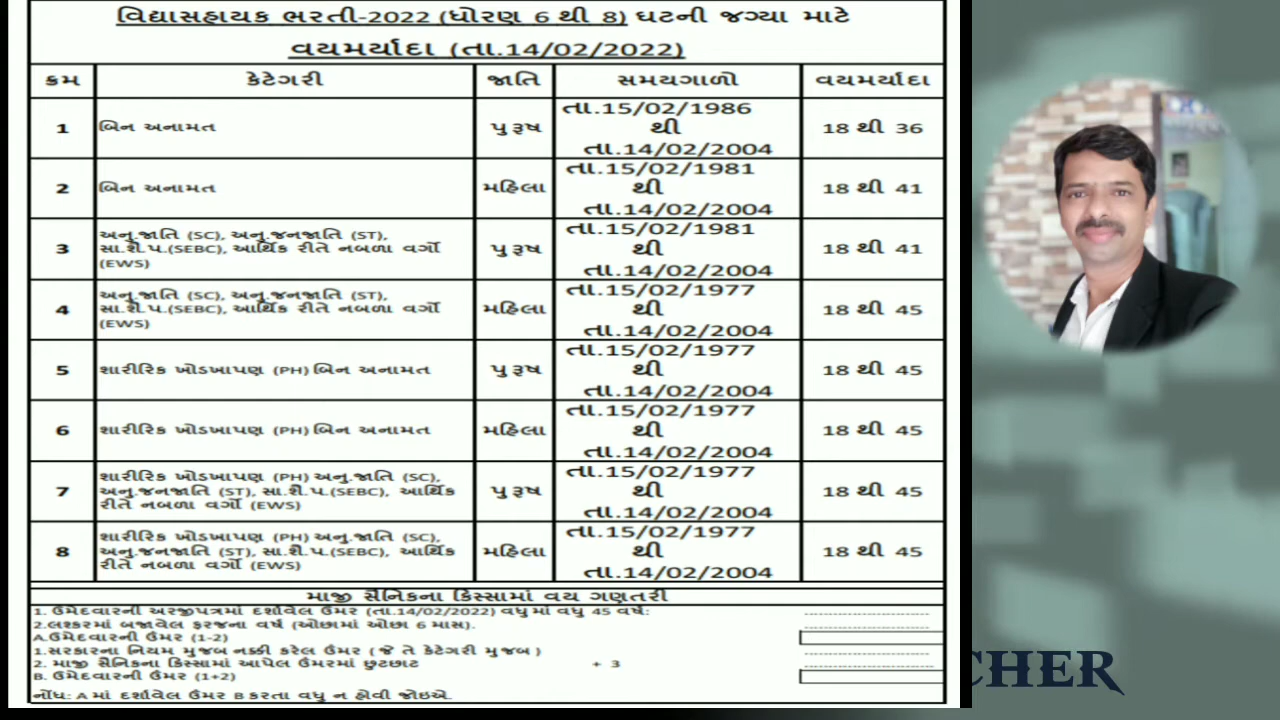 વિદ્યાસહાયક ભરતી-2022 (ધોરણ 6 થી 8) ઘટની જગ્યા માટે
વયમર્યાદા (તા.14/02/2022)
ક્રમ કેટેગરી જાતિ સમયગાળો વયમર્યાદા
1 બિન અનામત પુરૂષ તા.15/02/1986 થી તા.14/02/2004 18 થી 36
2 બિન અનામત મહિલા તા.15/02/1981 થી તા.14/02/2004 18 થી 41
3 અનુ.જાતિ (SC), અનુ.જનજાતિ (ST),
સા.શૈ.પ.(SEBC), આર્થિક રીતે નબળા વર્ગો
(EWS) પુરૂષ તા.15/02/1981 થી તા.14/02/2004 18 થી 41
4 અનુ.જાતિ (SC), અનુ.જનજાતિ (ST),
સા.શૈ.પ.(SEBC), આર્થિક રીતે નબળા વર્ગો
(EWS) મહિલા તા.15/02/1977 થી તા.14/02/2004 18 થી 45
5 શારીરિક ખોડખાપણ (PH) બિન અનામત પુરૂષ તા.15/02/1977 થી તા.14/02/2004 18 થી 45
6 શારીરિક ખોડખાપણ (PH) બિન અનામત મહિલા તા.15/02/1977 થી તા.14/02/2004 18 થી 45
7 શારીરિક ખોડખાપણ (PH) અનુ.જાતિ (SC),
અનુ.જનજાતિ (ST), સા.શૈ.પ.(SEBC), આર્થિક
રીતે નબળા વર્ગો (EWS) પુરૂષ તા.15/02/1977 થી તા.14/02/2004 18 થી 45
8 શારીરિક ખોડખાપણ (PH) અનુ.જાતિ (SC),
અનુ.જનજાતિ (ST), સા.શૈ.પ.(SEBC), આર્થિક
રીતે નબળા વર્ગો (EWS) મહિલા તા.15/02/1977 થી તા.14/02/2004 18 થી 45
માજી સૈનિકના કિસ્સામાં વય ગણતરી
1. ઉમેદવારની અરજીપત્રમાં દર્શાવેલ ઉંમર (તા.14/02/2022) વધુમાં વધુ 45 વર્ષ:
2.લશ્કરમાં બજાવેલ ફરજના વર્ષ (ઓછામાં ઓછા 6 માસ).
A.ઉમેદવારની ઉંમર (1-2)
1.સરકારના નિયમ મુજબ નક્કી કરેલ ઉંમર ( જે તે કેટેગરી મુજબ )
2. માજી સૈનિકના કિસ્સામાં આપેલ ઉંમરમાં છુટછાટ + 3
B. ઉમેદવારની ઉંમર (1+2)
નોંધ: A માં દર્શાવેલ ઉંમર B કરતા વધુ ન હોવી જોઇએ.
CHER